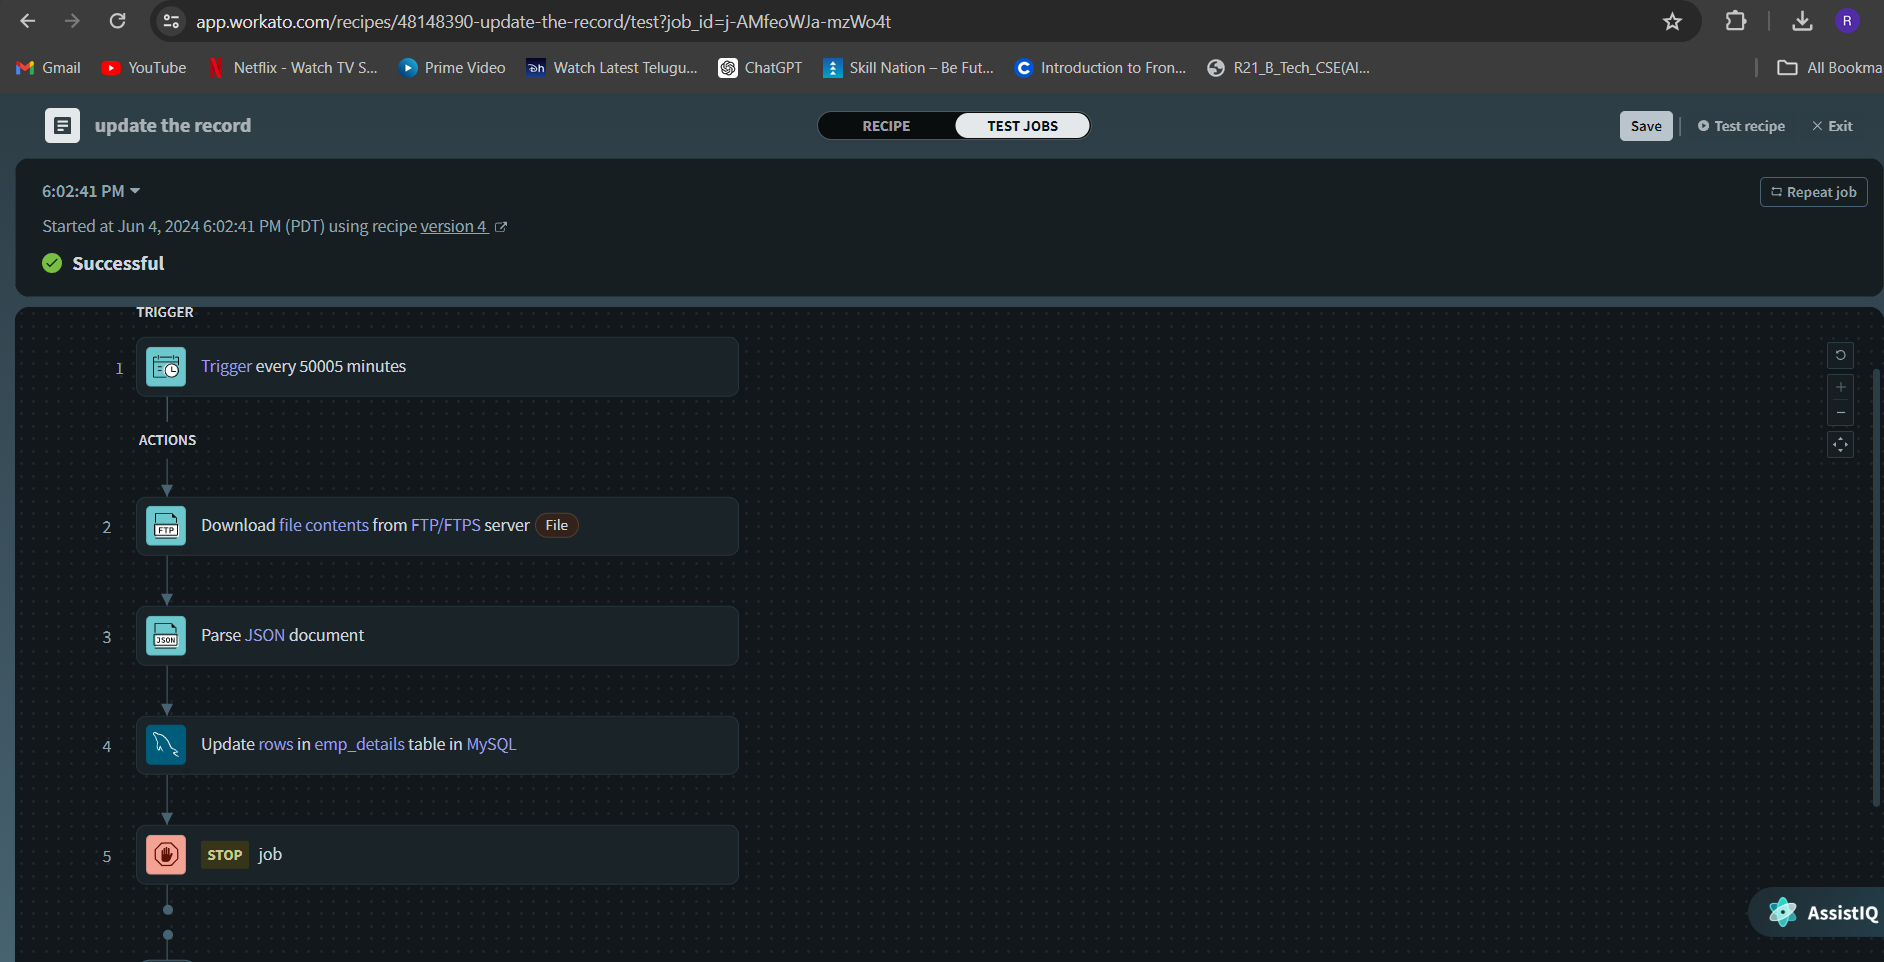 app.workato.com/recipes/48148390-update-the-record/test?job_id=j-AMfeoWJa-mzWo4t
R
Gmail YouTube Netflix - Watch TV S... Prime Video Watch Latest Telugu... ChatGPT Skill Nation – Be Fut... Introduction to Fron... R21_B_Tech_CSE(AI... All Bookma
update the record RECIPE TEST JOBS Save Test recipe Exit
6:02:41 PM Repeat job
Started at Jun 4, 2024 6:02:41 PM (PDT) using recipe version 4
Successful
TRIGGER
1 Trigger every 50005 minutes
ACTIONS
2 FTP Download file contents from FTP/FTPS server File
3 JSON Parse JSON document
4 Update rows in emp_details table in MySQL
5 STOP job
AssistIQ